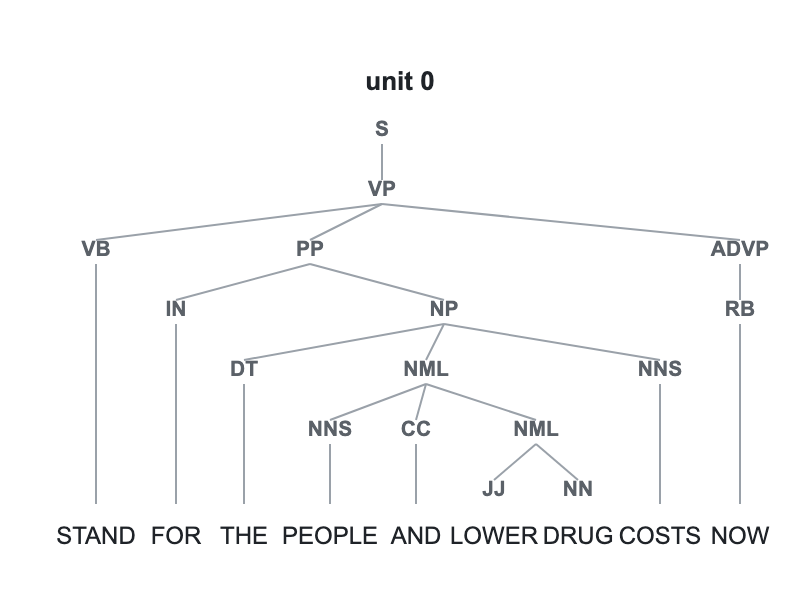 unit 0
S
VP
VB PP ADVP
IN NP RB
DT NML NNS
NNS CC NML
JJ NN
STAND FOR THE PEOPLE AND LOWER DRUG COSTS NOW